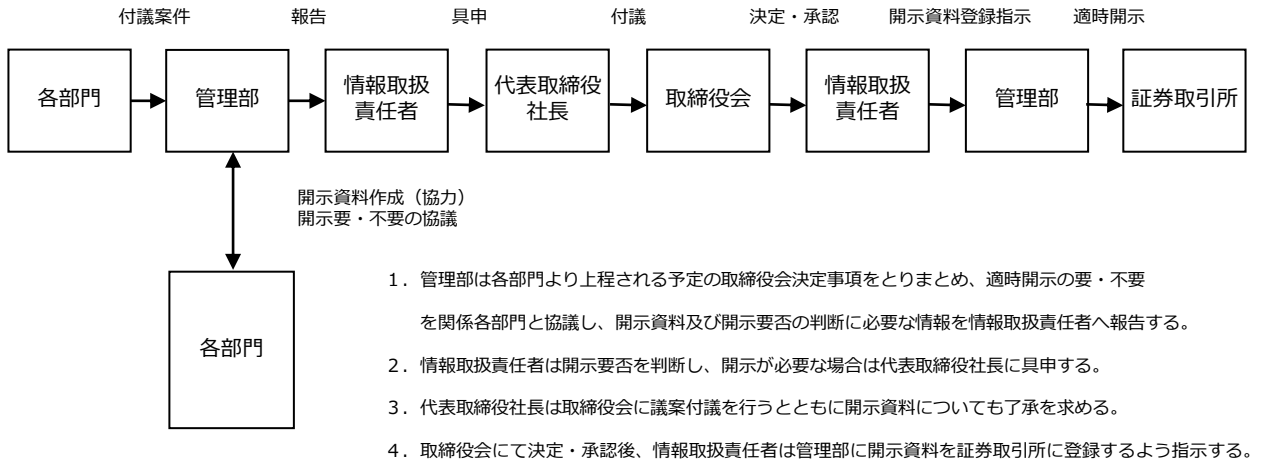 付議案件 報告 具申 付議 決定・承認 開示資料登録指示 適時開示
各部門 管理部 情報取扱 代表取締役 取締役会 情報取扱 管理部 証券取引所
責任者 社長 責任者
開示資料作成（協力）
開示要・不要の協議
各部門
1．管理部は各部門より上程される予定の取締役会決定事項をとりまとめ、適時開示の要・不要
を関係各部門と協議し、開示資料及び開示要否の判断に必要な情報を情報取扱責任者へ報告する。
2．情報取扱責任者は開示要否を判断し、開示が必要な場合は代表取締役社長に具申する。
3．代表取締役社長は取締役会に議案付議を行うとともに開示資料についても了承を求める。
4．取締役会にて決定・承認後、情報取扱責任者は管理部に開示資料を証券取引所に登録するよう指示する。